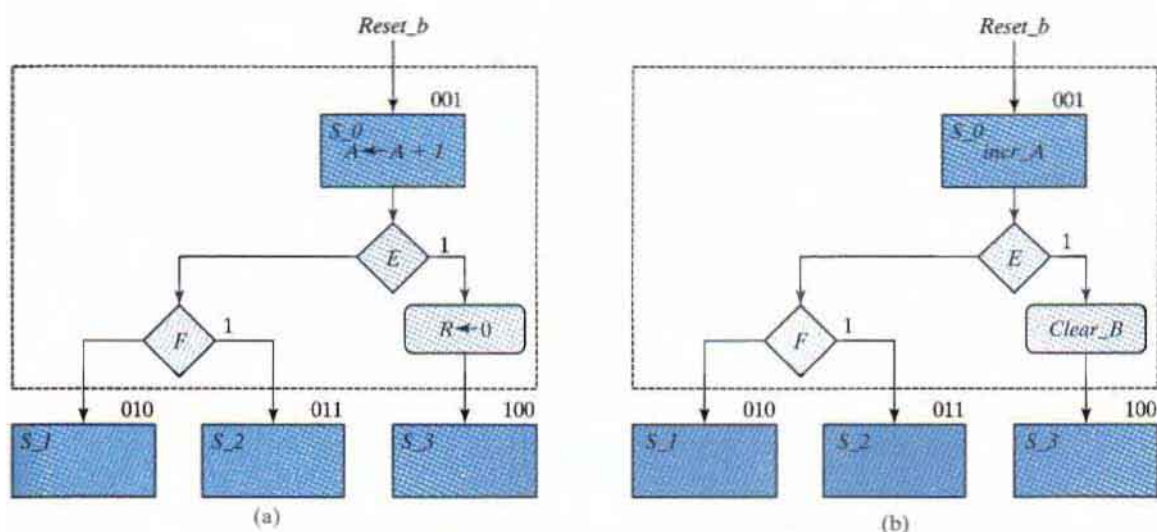 Reset_b
001
S_0
A ← A + 1
E
1
F
1
R ← 0
010
S_1
011
S_2
100
S_3
(a)
Reset_b
001
S_0
incr_A
E
1
F
1
Clear_B
010
S_1
011
S_2
100
S_3
(b)